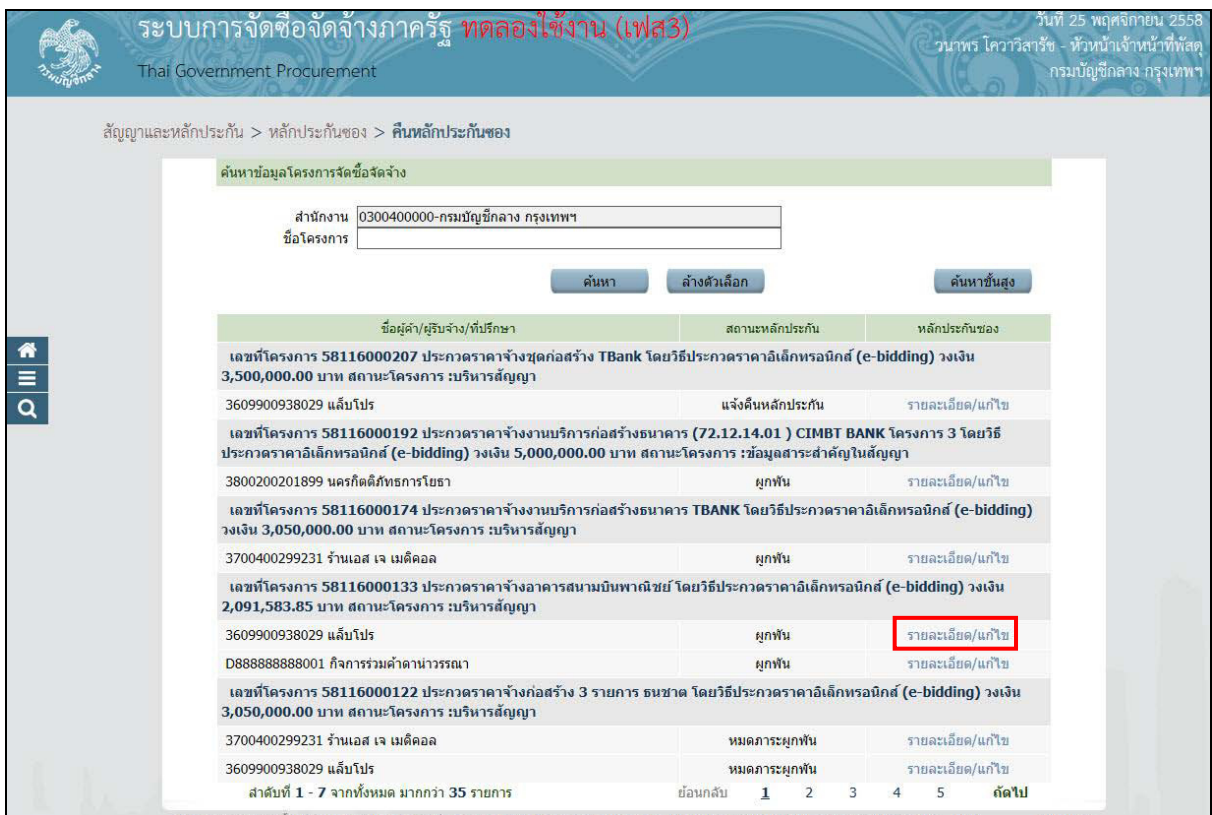 ระบบการจัดซื้อจัดจ้างภาครัฐ ทดลองใช้งาน (เฟส3)
Thai Government Procurement
กรมบัญชีกลาง
วันที่ 25 พฤศจิกายน 2558
วนาพร โควาวิสารัช - หัวหน้าเจ้าหน้าที่พัสดุ
กรมบัญชีกลาง กรุงเทพฯ
สัญญาและหลักประกัน > หลักประกันซอง > คืนหลักประกันซอง
ค้นหาข้อมูลโครงการจัดซื้อจัดจ้าง
สำนักงาน 0300400000-กรมบัญชีกลาง กรุงเทพฯ
ชื่อโครงการ
ค้นหา ล้างตัวเลือก ค้นหาขั้นสูง
ชื่อผู้ค้า/ผู้รับจ้าง/ที่ปรึกษา สถานะหลักประกัน หลักประกันซอง
เลขที่โครงการ 58116000207 ประกวดราคาจ้างชุดก่อสร้าง TBank โดยวิธีประกวดราคาอิเล็กทรอนิกส์ (e-bidding) วงเงิน
3,500,000.00 บาท สถานะโครงการ :บริหารสัญญา
3609900938029 แล็บโปร แจ้งคืนหลักประกัน รายละเอียด/แก้ไข
เลขที่โครงการ 58116000192 ประกวดราคาจ้างงานบริการก่อสร้างธนาคาร (72.12.14.01 ) CIMBT BANK โครงการ 3 โดยวิธี
ประกวดราคาอิเล็กทรอนิกส์ (e-bidding) วงเงิน 5,000,000.00 บาท สถานะโครงการ :ข้อมูลสาระสำคัญในสัญญา
3800200201899 นครกิตติภัทรการโยธา ผูกพัน รายละเอียด/แก้ไข
เลขที่โครงการ 58116000174 ประกวดราคาจ้างงานบริการก่อสร้างธนาคาร TBANK โดยวิธีประกวดราคาอิเล็กทรอนิกส์ (e-bidding)
วงเงิน 3,050,000.00 บาท สถานะโครงการ :บริหารสัญญา
3700400299231 ร้านเอส เจ เมดิคอล ผูกพัน รายละเอียด/แก้ไข
เลขที่โครงการ 58116000133 ประกวดราคาจ้างอาคารสนามบินพาณิชย์ โดยวิธีประกวดราคาอิเล็กทรอนิกส์ (e-bidding) วงเงิน
2,091,583.85 บาท สถานะโครงการ :บริหารสัญญา
3609900938029 แล็บโปร ผูกพัน รายละเอียด/แก้ไข
D888888888001 กิจการร่วมค้าดาน่าวรรณา ผูกพัน รายละเอียด/แก้ไข
เลขที่โครงการ 58116000122 ประกวดราคาจ้างก่อสร้าง 3 รายการ ธนชาต โดยวิธีประกวดราคาอิเล็กทรอนิกส์ (e-bidding) วงเงิน
3,050,000.00 บาท สถานะโครงการ :บริหารสัญญา
3700400299231 ร้านเอส เจ เมดิคอล หมดภาระผูกพัน รายละเอียด/แก้ไข
3609900938029 แล็บโปร หมดภาระผูกพัน รายละเอียด/แก้ไข
ลำดับที่ 1 - 7 จากทั้งหมด มากกว่า 35 รายการ ย้อนกลับ 1 2 3 4 5 ถัดไป